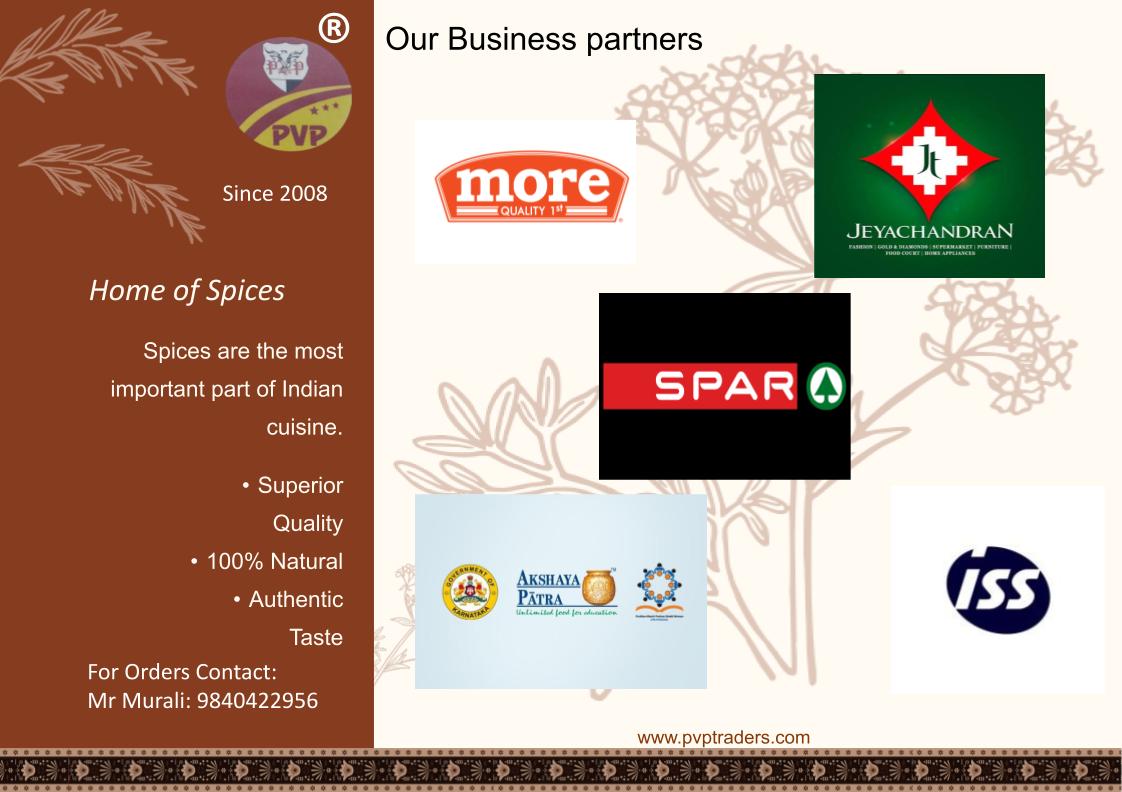 ®
PVP
Since 2008
Home of Spices
Spices are the most
important part of Indian
cuisine.
• Superior
Quality
• 100% Natural
• Authentic
Taste
For Orders Contact:
Mr Murali: 9840422956
Our Business partners
more
QUALITY 1st
Jt
JEYACHANDRAN
FASHION | GOLD & DIAMONDS | SUPERMARKET | FURNITURE |
FOOD COURT | HOME APPLIANCES
SPAR
GOVERNMENT OF
KARNATAKA
AKSHAYA
PĀTRA
TM
Unlimited food for education
ISS
www.pvptraders.com